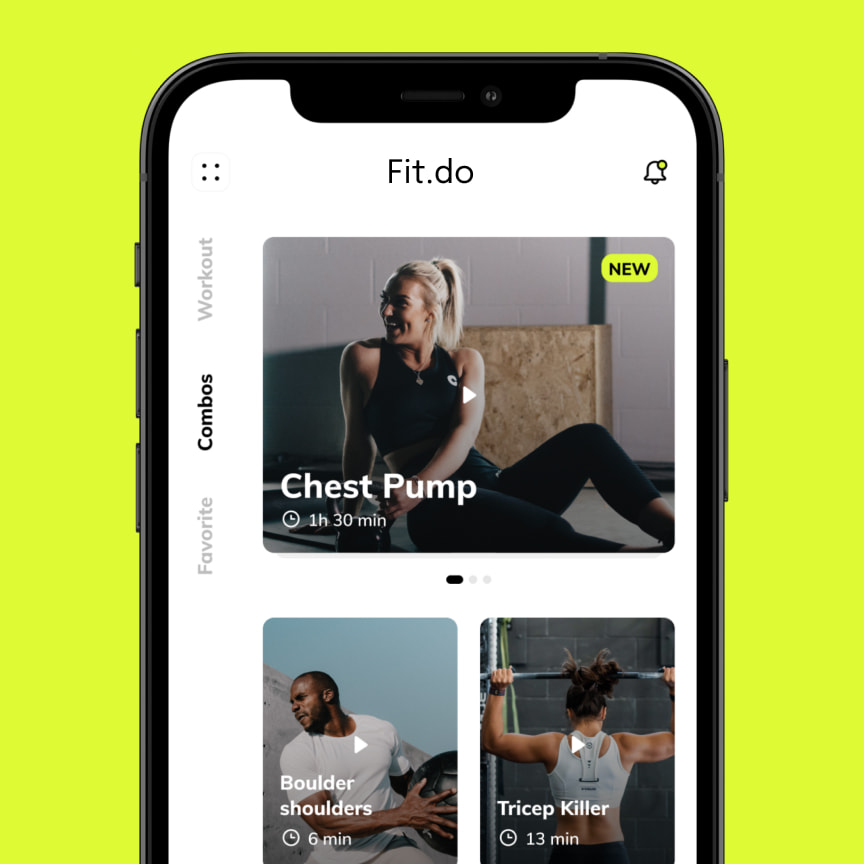 Fit.do
Workout
Combos
Favorite
NEW
Chest Pump
1h 30 min
Boulder
shoulders
6 min
Tricep Killer
13 min